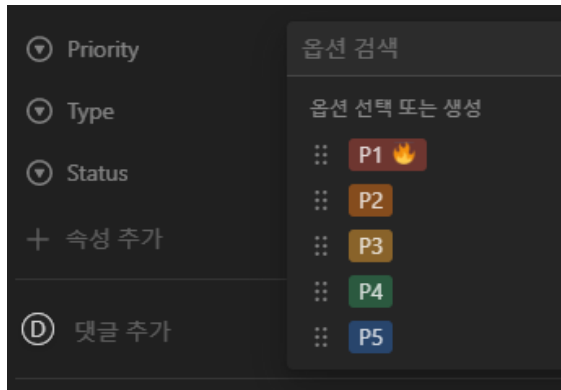 Priority
Type
Status
속성 추가
D 댓글 추가
옵션 검색
옵션 선택 또는 생성
P1 🔥
P2
P3
P4
P5